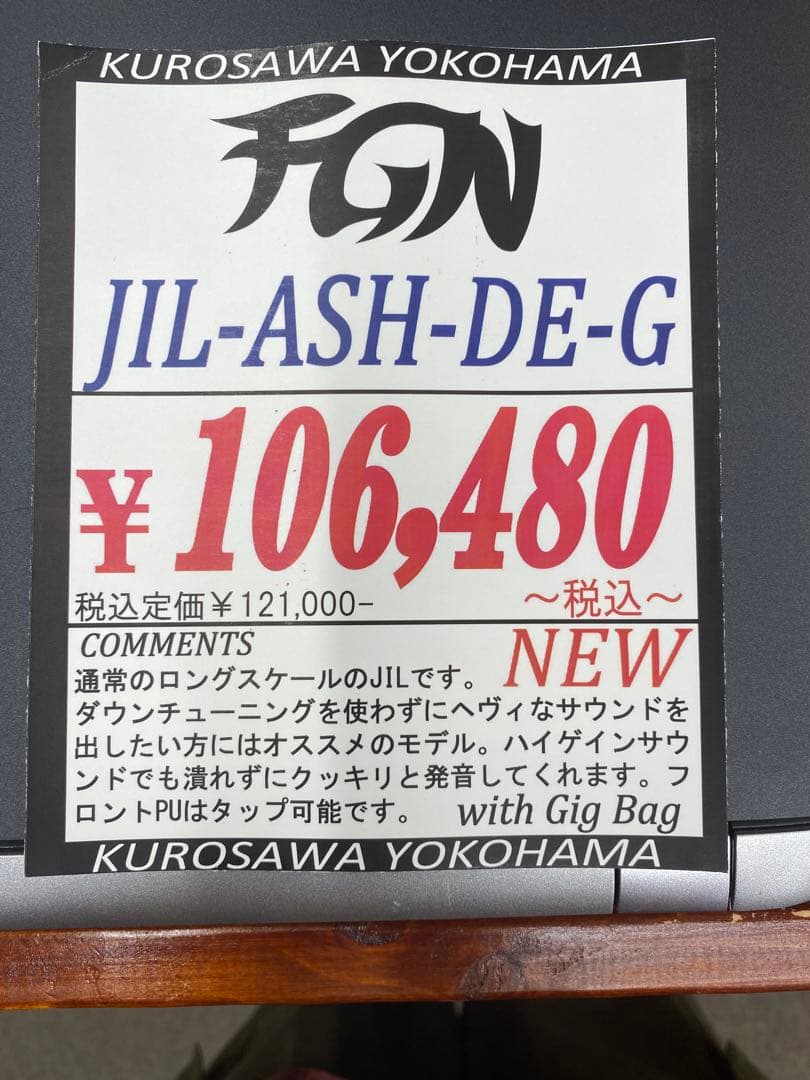 KUROSAWA YOKOHAMA
FGN
JIL-ASH-DE-G
¥106,480
税込定価¥121,000-
～税込～
COMMENTS
NEW
通常のロングスケールのJILです。
ダウンチューニングを使わずにヘヴィなサウンドを
出したい方にはオススメのモデル。ハイゲインサウ
ンドでも潰れずにクッキリと発音してくれます。フ
ロントPUはタップ可能です。
with Gig Bag
KUROSAWA YOKOHAMA